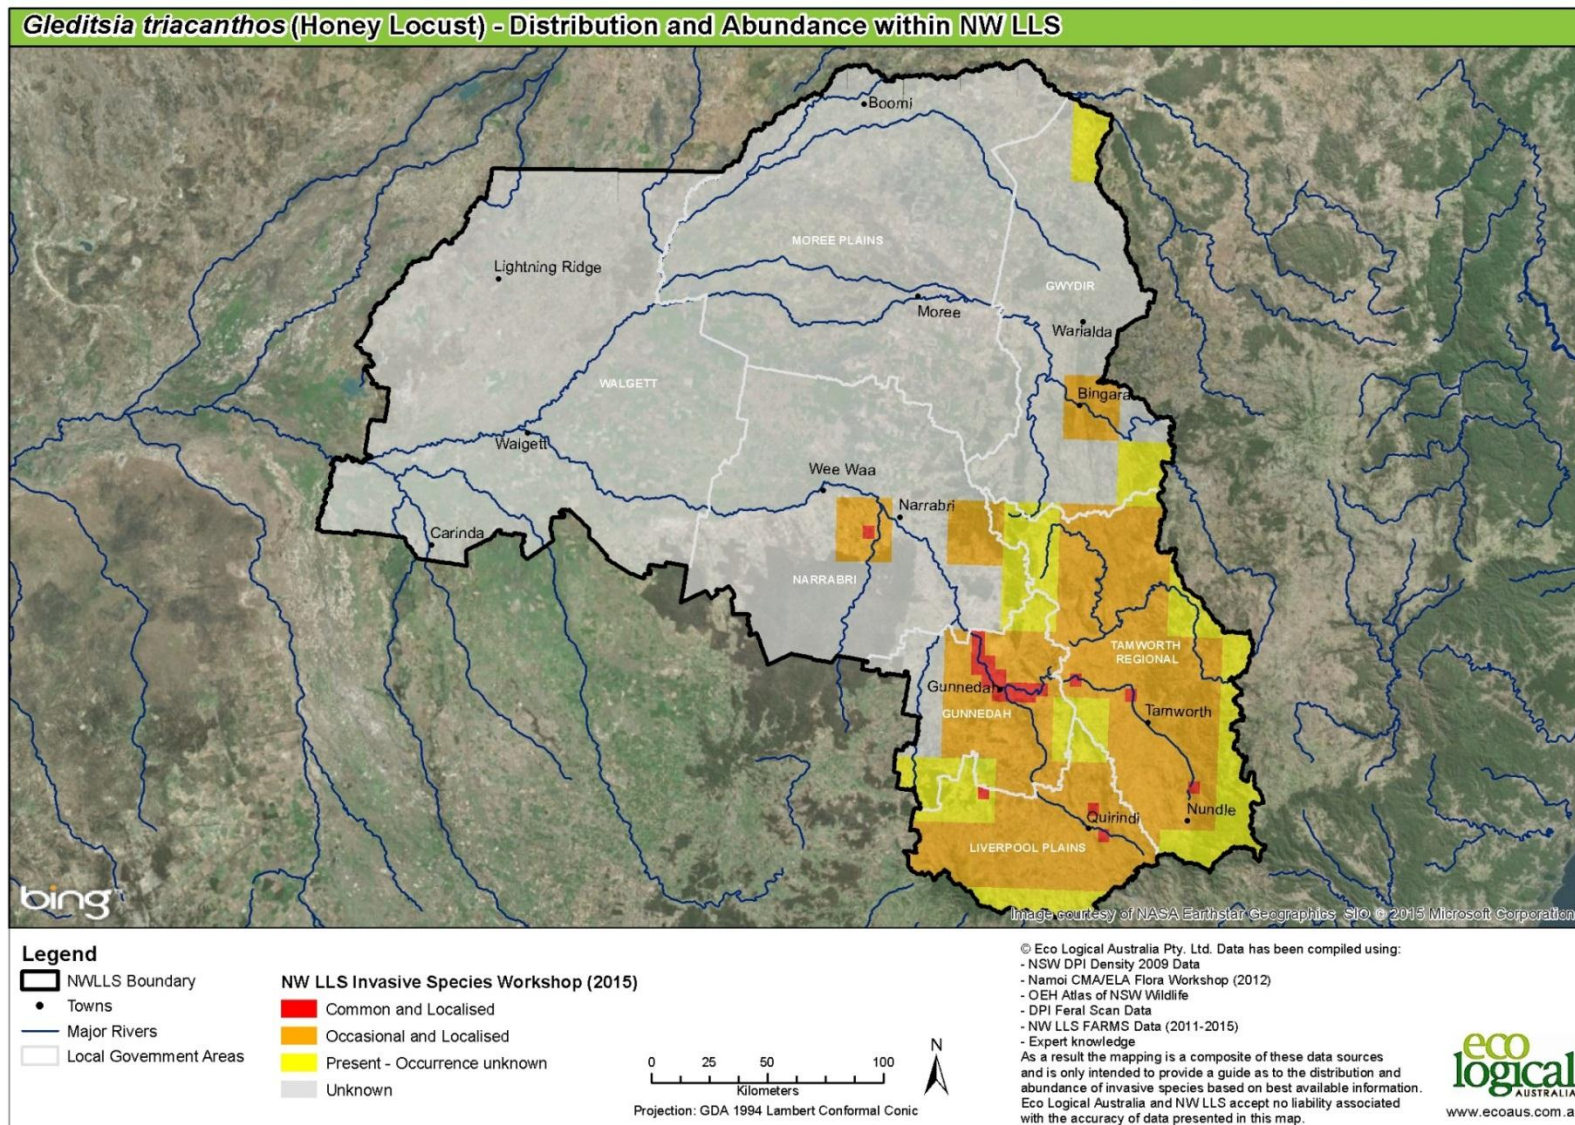 Gleditsia triacanthos (Honey Locust) - Distribution and Abundance within NW LLS
Boomi
MOREE PLAINS
Lightning Ridge
GWYDIR
Moree
Warialda
WALGETT
Bingara
Walgett
Wee Waa
Narrabri
Carinda
NARRABRI
TAMWORTH
REGIONAL
Gunnedah
GUNNEDAH
Tamworth
Nundle
Quirindi
LIVERPOOL PLAINS
bing
Image courtesy of NASA Earthstar Geographics SIO © 2015 Microsoft Corporation
Legend
NWLLS Boundary
Towns
Major Rivers
Local Government Areas
NW LLS Invasive Species Workshop (2015)
Common and Localised
Occasional and Localised
Present - Occurrence unknown
Unknown
0 25 50 100
Kilometers
N
Projection: GDA 1994 Lambert Conformal Conic
© Eco Logical Australia Pty. Ltd. Data has been compiled using:
- NSW DPI Density 2009 Data
- Namoi CMA/ELA Flora Workshop (2012)
- OEH Atlas of NSW Wildlife
- DPI Feral Scan Data
- NW LLS FARMS Data (2011-2015)
- Expert knowledge
As a result the mapping is a composite of these data sources
and is only intended to provide a guide as to the distribution and
abundance of invasive species based on best available information.
Eco Logical Australia and NW LLS accept no liability associated
with the accuracy of data presented in this map.
eco
logical
AUSTRALIA
www.ecoaus.com.a